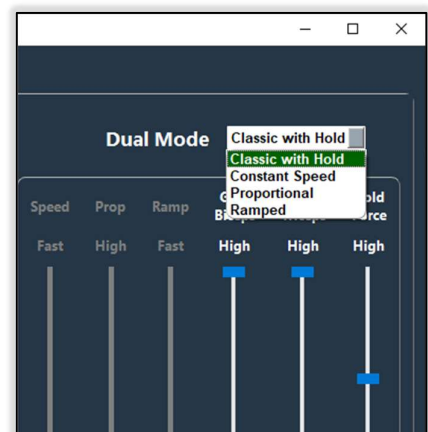 Dual Mode Classic with Hold
Classic with Hold
Constant Speed
Proportional
Ramped
Speed Prop Ramp
Fast High Fast High High High